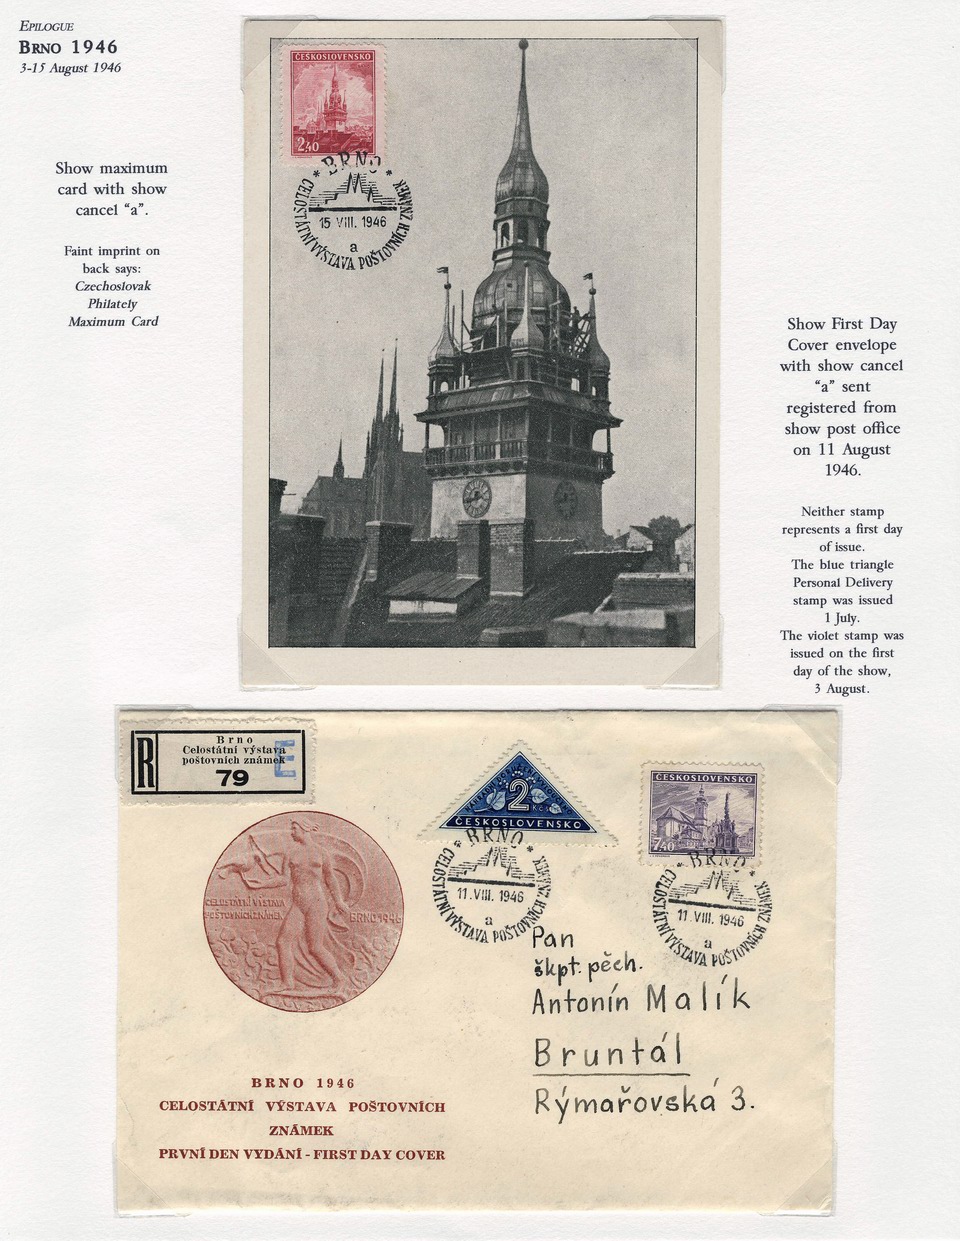 EPILOGUE
BRNO 1946
3-15 August 1946
Show maximum
card with show
cancel “a”.
Faint imprint on
back says:
Czechoslovak
Philately
Maximum Card
ČESKOSLOVENSKO
2,40
BRNO
15 VIII. 1946
a
CELOSTÁTNÍ VÝSTAVA POŠTOVNÍCH ZNÁMEK
Show First Day
Cover envelope
with show cancel
“a” sent
registered from
show post office
on 11 August
1946.
Neither stamp
represents a first day
of issue.
The blue triangle
Personal Delivery
stamp was issued
1 July.
The violet stamp was
issued on the first
day of the show,
3 August.
R
Brno
Celostátní výstava
poštovních známek
79
E
CELOSTÁTNÍ VÝSTAVA
POŠTOVNÍCH ZNÁMEK
BRNO 1946
2 Kčs
ČESKOSLOVENSKO
BRNO
11.VIII. 1946
a
CELOSTÁTNÍ VÝSTAVA POŠTOVNÍCH ZNÁMEK
ČESKOSLOVENSKO
7,40
BRNO
11.VIII. 1946
a
CELOSTÁTNÍ VÝSTAVA POŠTOVNÍCH ZNÁMEK
Pan
škpt. pěch.
Antonín Malík
Bruntál
Rýmařovská 3.
BRNO 1946
CELOSTÁTNÍ VÝSTAVA POŠTOVNÍCH
ZNÁMEK
PRVNÍ DEN VYDÁNÍ - FIRST DAY COVER